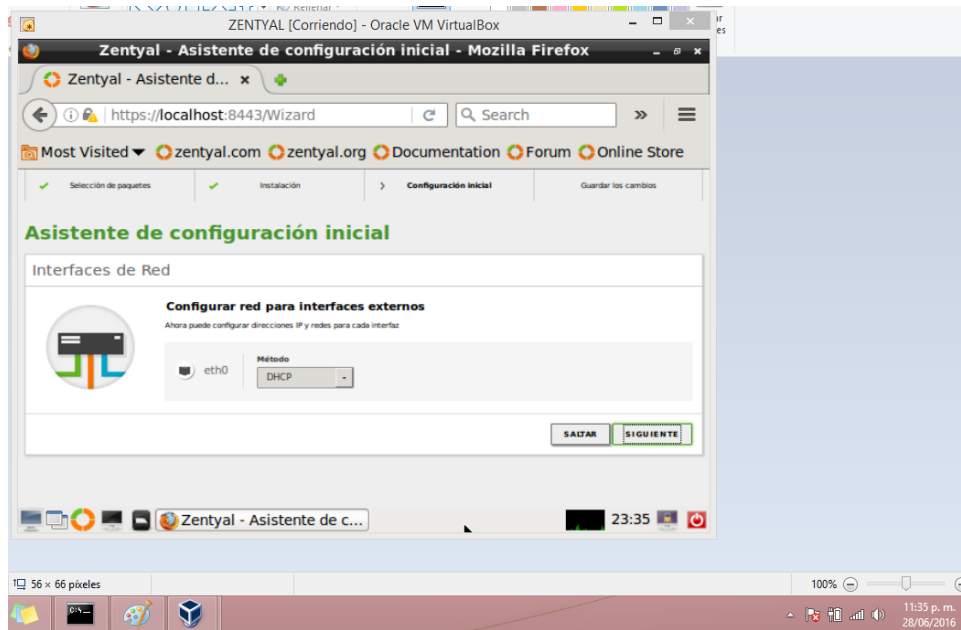 Rellenar
ZENTYAL [Corriendo] - Oracle VM VirtualBox
Zentyal - Asistente de configuración inicial - Mozilla Firefox
Zentyal - Asistente d...
https://localhost:8443/Wizard
Search
Most Visited
zentyal.com
zentyal.org
Documentation
Forum
Online Store
Selección de paquetes
Instalación
Configuración inicial
Guardar los cambios
Asistente de configuración inicial
Interfaces de Red
Configurar red para interfaces externos
Ahora puede configurar direcciones IP y redes para cada interfaz
eth0
Método
DHCP
SALTAR
SIGUIENTE
Zentyal - Asistente de c...
23:35
56 × 66 píxeles
100%
11:35 p. m.
28/06/2016